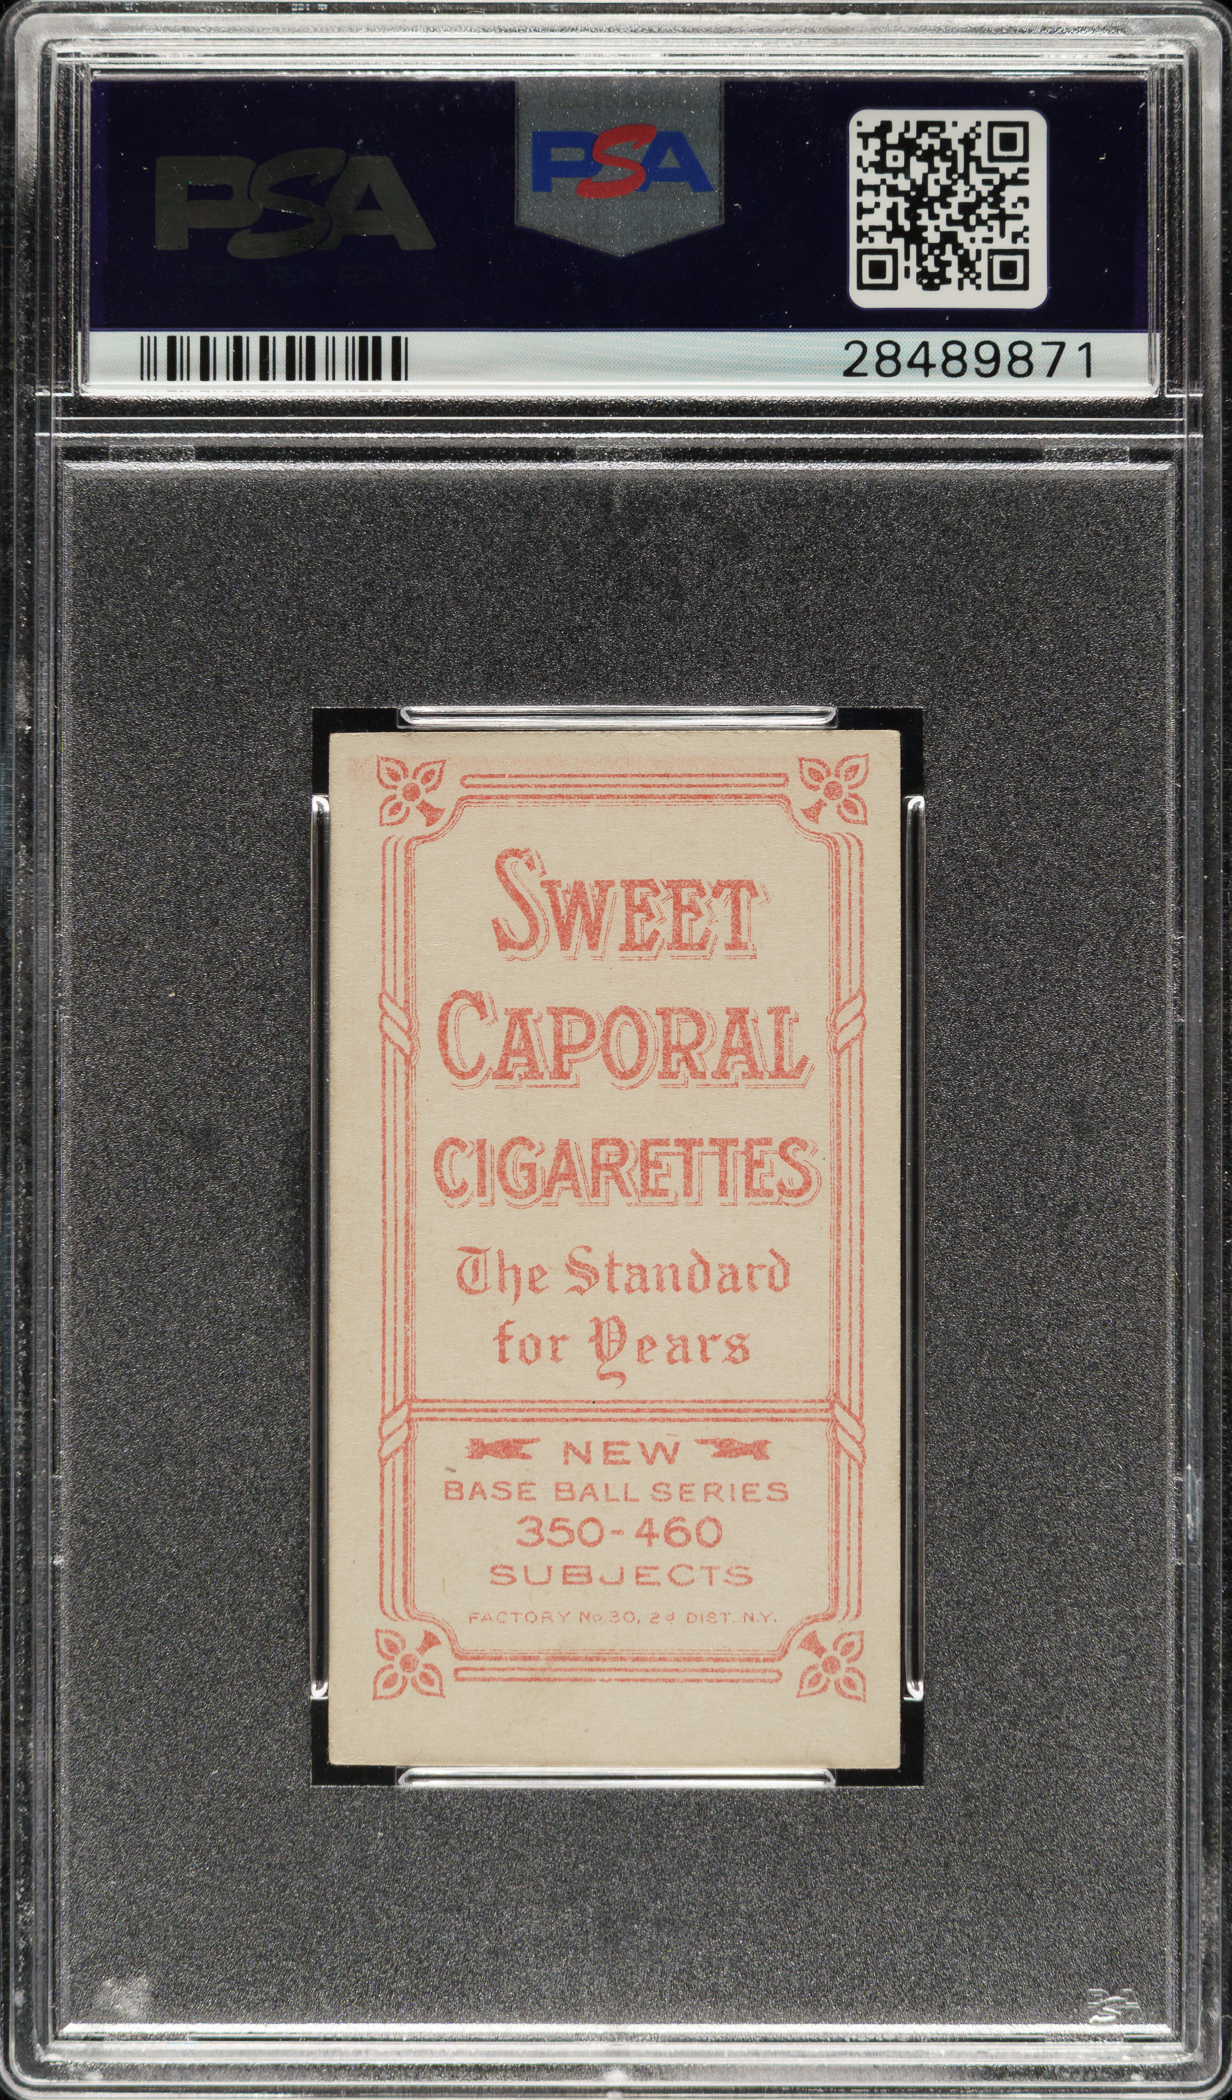 PSA
PSA
28489871
SWEET
CAPORAL
CIGARETTES
The Standard
for Years
NEW
BASE BALL SERIES
350-460
SUBJECTS
FACTORY No 30, 2d DIST. N.Y.
PSA